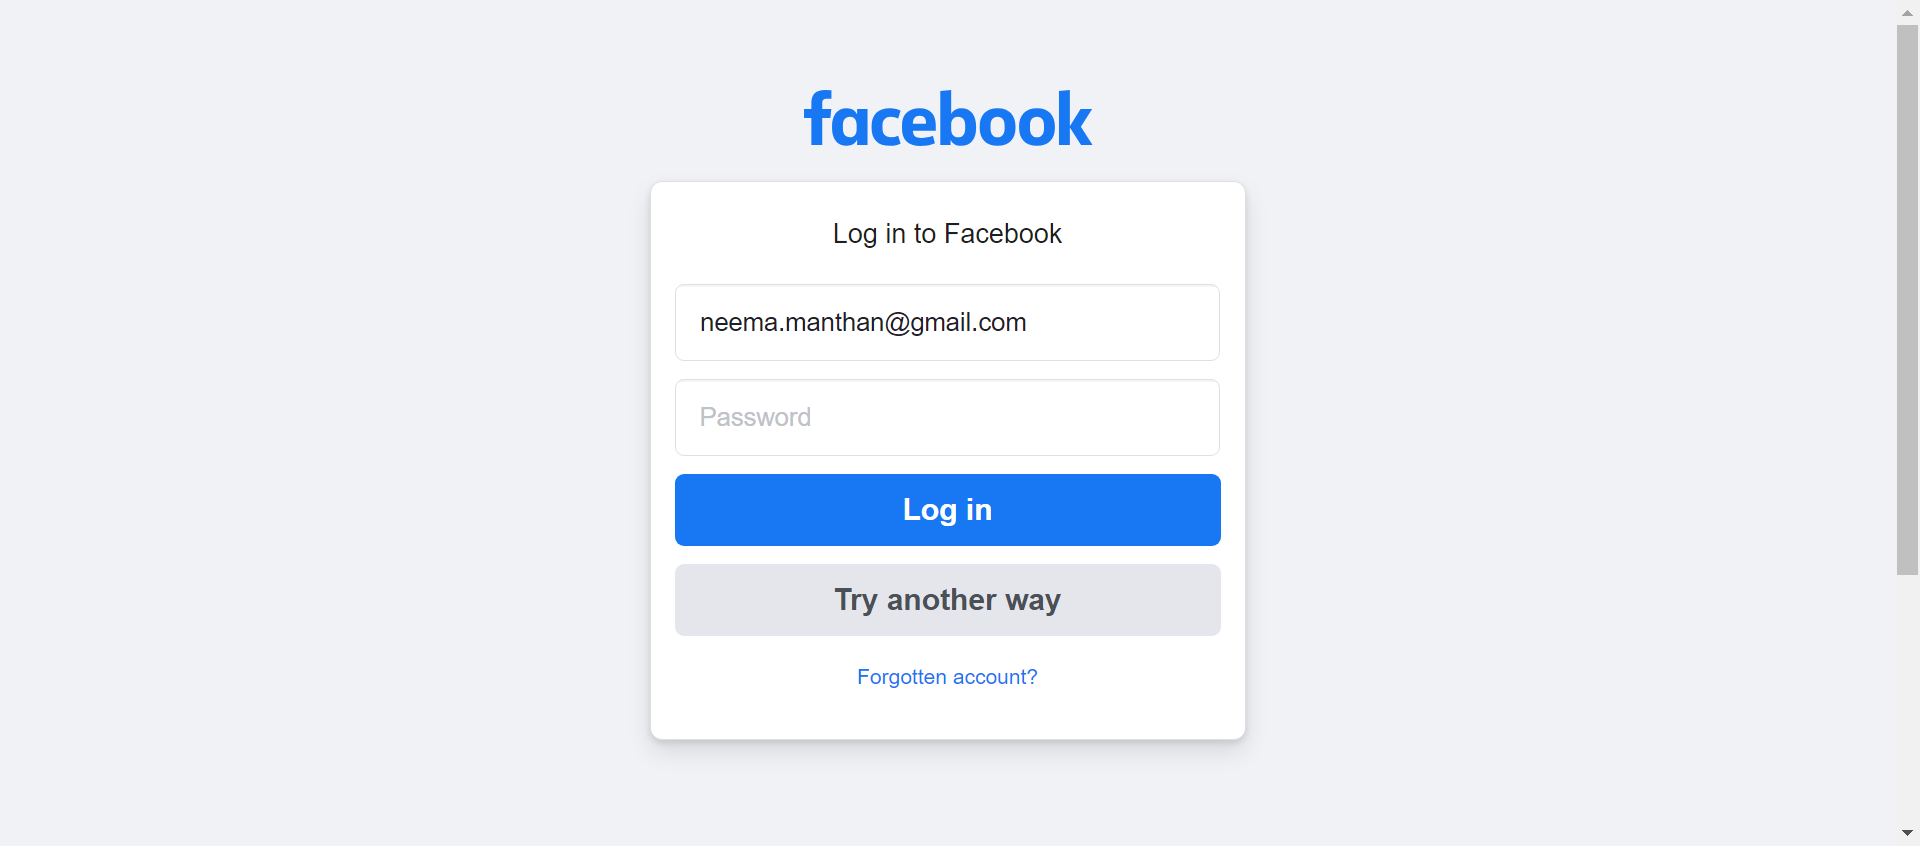 facebook
Log in to Facebook
neema.manthan@gmail.com
Password
Log in
Try another way
Forgotten account?